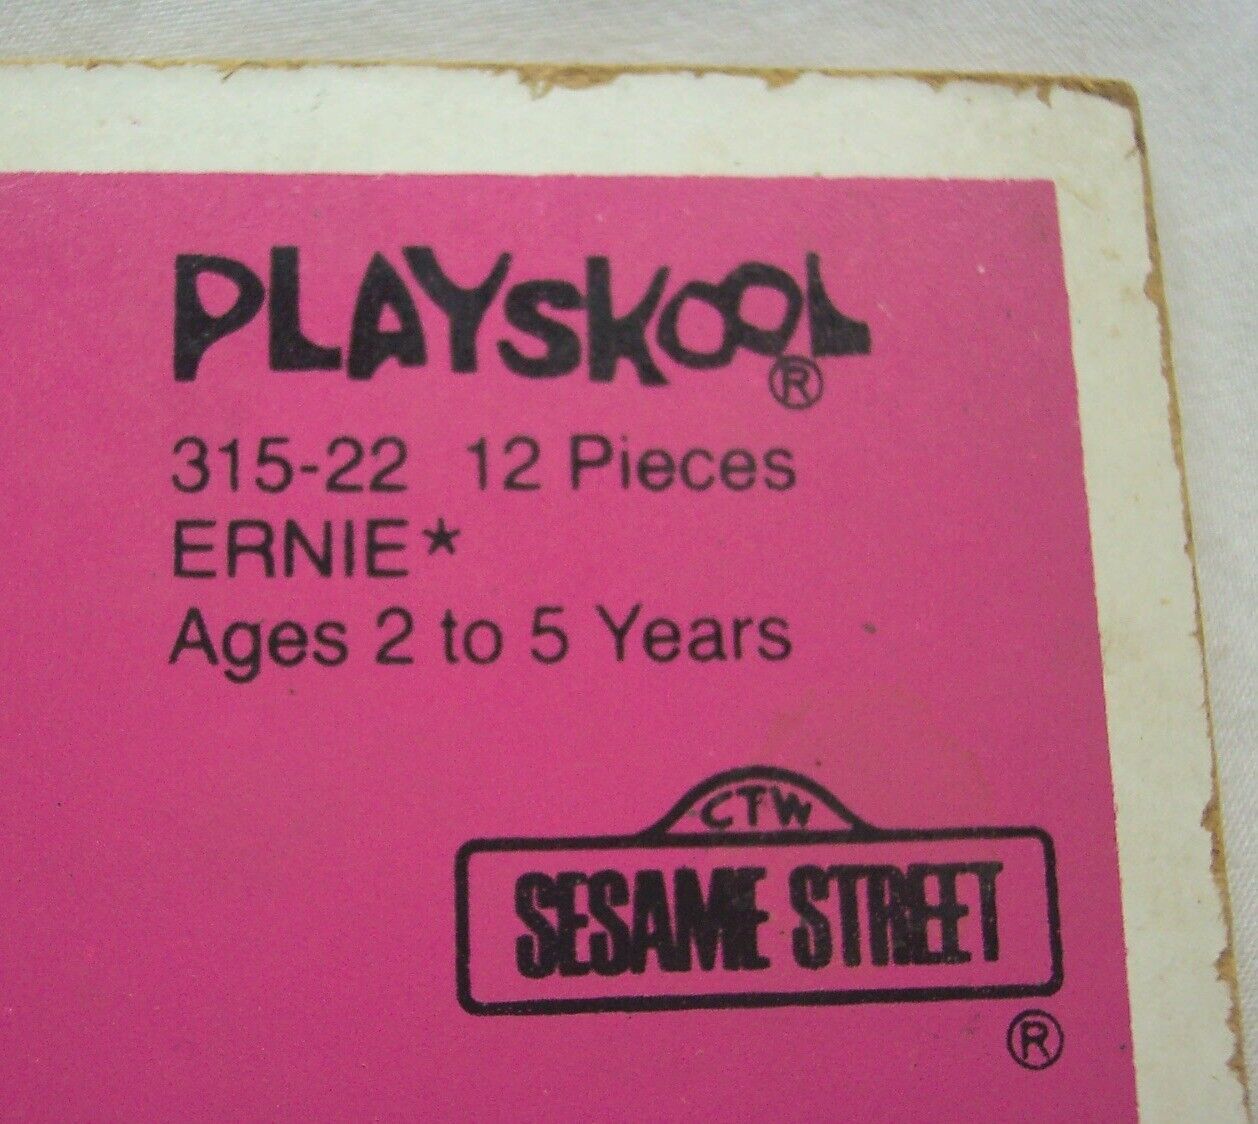 PLAYSKOOL®
315-22 12 Pieces
ERNIE*
Ages 2 to 5 Years
CTW
SESAME STREET
®